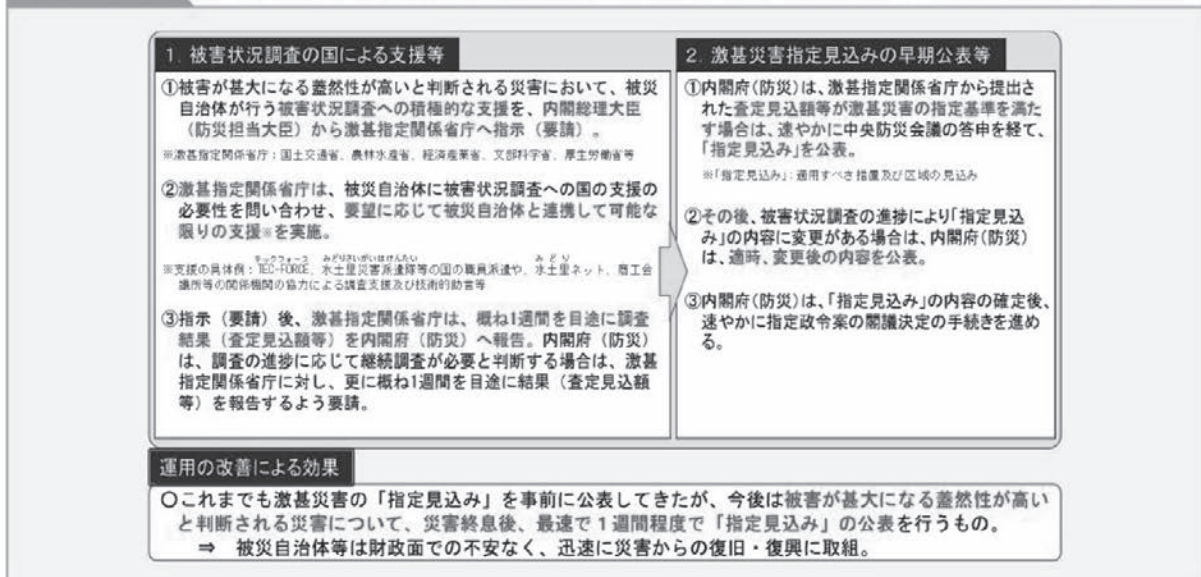 1. 被害状況調査の国による支援等
①被害が甚大になる蓋然性が高いと判断される災害において、被災
自治体が行う被害状況調査への積極的な支援を、内閣総理大臣
（防災担当大臣）から激甚指定関係省庁へ指示（要請）。
※激甚指定関係省庁：国土交通省、農林水産省、経済産業省、文部科学省、厚生労働省等
②激甚指定関係省庁は、被災自治体に被害状況調査への国の支援の
必要性を問い合わせ、要望に応じて被災自治体と連携して可能な
限りの支援※を実施。
テックフォース みどりさいがいはけんたい みどり
※支援の具体例：TEC-FORCE、水土里災害派遣隊等の国の職員派遣や、水土里ネット、商工会
議所等の関係機関の協力による調査支援及び技術的助言等
③指示（要請）後、激甚指定関係省庁は、概ね1週間を目途に調査
結果（査定見込額等）を内閣府（防災）へ報告。内閣府（防災）
は、調査の進捗に応じて継続調査が必要と判断する場合は、激甚
指定関係省庁に対し、更に概ね1週間を目途に結果（査定見込額
等）を報告するよう要請。
2. 激甚災害指定見込みの早期公表等
①内閣府(防災)は、激甚指定関係省庁から提出さ
れた査定見込額等が激甚災害の指定基準を満た
す場合は、速やかに中央防災会議の答申を経て、
「指定見込み」を公表。
※「指定見込み」：適用すべき措置及び区域の見込み
②その後、被害状況調査の進捗により「指定見込
み」の内容に変更がある場合は、内閣府(防災)
は、適時、変更後の内容を公表。
③内閣府(防災)は、「指定見込み」の内容の確定後、
速やかに指定政令案の閣議決定の手続きを進め
る。
運用の改善による効果
○これまでも激甚災害の「指定見込み」を事前に公表してきたが、今後は被害が甚大になる蓋然性が高い
と判断される災害について、災害終息後、最速で１週間程度で「指定見込み」の公表を行うもの。
⇒ 被災自治体等は財政面での不安なく、迅速に災害からの復旧・復興に取組。